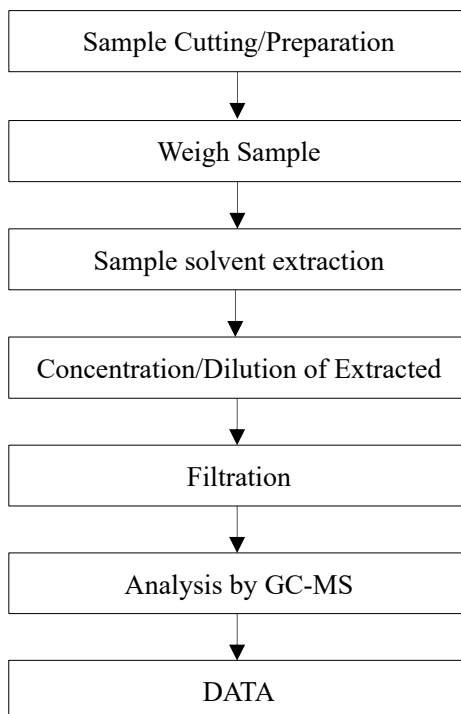 Sample Cutting/Preparation
Weigh Sample
Sample solvent extraction
Concentration/Dilution of Extracted
Filtration
Analysis by GC-MS
DATA